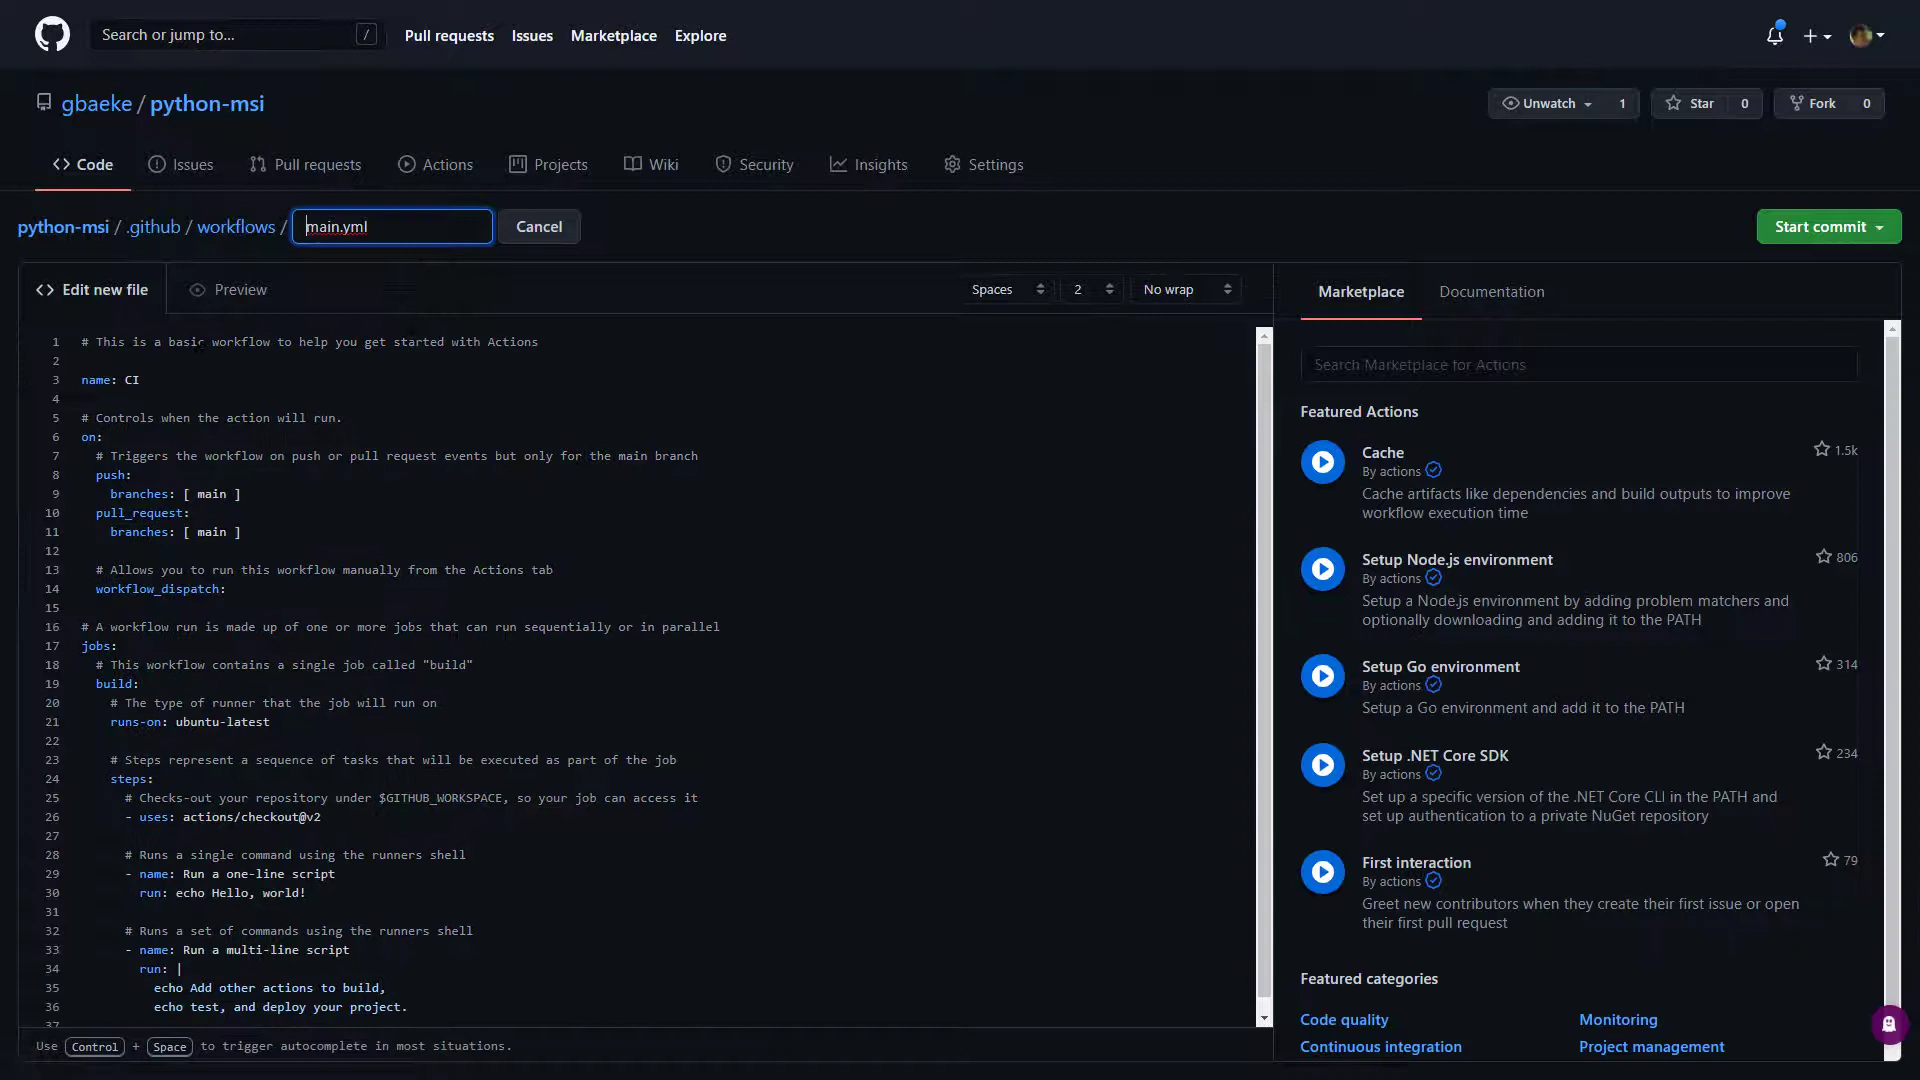 Search or jump to... /
Pull requests Issues Marketplace Explore
gbaeke / python-msi
Unwatch 1 Star 0 Fork 0
Code Issues Pull requests Actions Projects Wiki Security Insights Settings
python-msi / .github / workflows / main.yml Cancel
Start commit
<> Edit new file Preview
Spaces 2 No wrap
1 # This is a basic workflow to help you get started with Actions
2
3 name: CI
4
5 # Controls when the action will run.
6 on:
7 # Triggers the workflow on push or pull request events but only for the main branch
8 push:
9 branches: [ main ]
10 pull_request:
11 branches: [ main ]
12
13 # Allows you to run this workflow manually from the Actions tab
14 workflow_dispatch:
15
16 # A workflow run is made up of one or more jobs that can run sequentially or in parallel
17 jobs:
18 # This workflow contains a single job called "build"
19 build:
20 # The type of runner that the job will run on
21 runs-on: ubuntu-latest
22
23 # Steps represent a sequence of tasks that will be executed as part of the job
24 steps:
25 # Checks-out your repository under $GITHUB_WORKSPACE, so your job can access it
26 - uses: actions/checkout@v2
27
28 # Runs a single command using the runners shell
29 - name: Run a one-line script
30 run: echo Hello, world!
31
32 # Runs a set of commands using the runners shell
33 - name: Run a multi-line script
34 run: |
35 echo Add other actions to build,
36 echo test, and deploy your project.
37
Use Control + Space to trigger autocomplete in most situations.
Marketplace Documentation
Search Marketplace for Actions
Featured Actions
Cache 1.5k
By actions
Cache artifacts like dependencies and build outputs to improve
workflow execution time
Setup Node.js environment 806
By actions
Setup a Node.js environment by adding problem matchers and
optionally downloading and adding it to the PATH
Setup Go environment 314
By actions
Setup a Go environment and add it to the PATH
Setup .NET Core SDK 234
By actions
Set up a specific version of the .NET Core CLI in the PATH and
set up authentication to a private NuGet repository
First interaction 79
By actions
Greet new contributors when they create their first issue or open
their first pull request
Featured categories
Code quality Monitoring
Continuous integration Project management